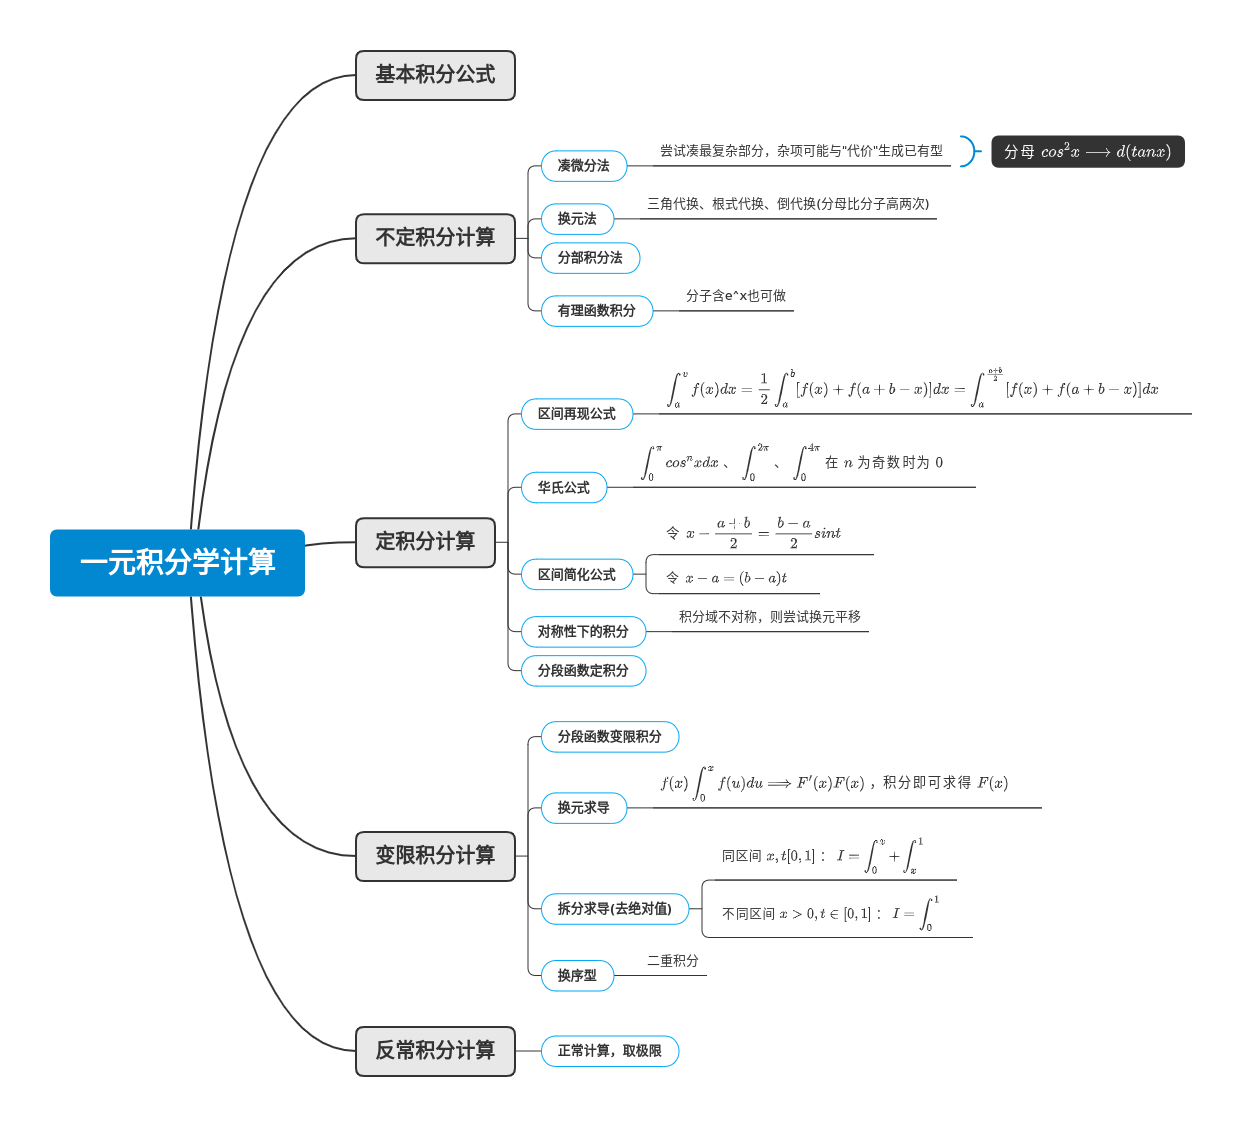 一元积分学计算
基本积分公式
不定积分计算
凑微分法
尝试凑最复杂部分，杂项可能与"代价"生成已有型
分母 $cos^2x \longrightarrow d(tanx)$
换元法
三角代换、根式代换、倒代换(分母比分子高两次)
分部积分法
有理函数积分
分子含e^x也可做
定积分计算
区间再现公式
$\int_a^v f(x)dx = \frac{1}{2}\int_a^b [f(x) + f(a + b - x)]dx = \int_a^{\frac{a+b}{2}} [f(x) + f(a + b - x)]dx$
华氏公式
$\int_0^\pi cos^nxdx$ 、 $\int_0^{2\pi}$ 、 $\int_0^{4\pi}$ 在 $n$ 为奇数时为 $0$
区间简化公式
令 $x - \frac{a + b}{2} = \frac{b - a}{2}sint$
令 $x - a = (b - a)t$
对称性下的积分
积分域不对称，则尝试换元平移
分段函数定积分
变限积分计算
分段函数变限积分
换元求导
$f(x)\int_0^x f(u)du \Longrightarrow F'(x)F(x)$ ，积分即可求得 $F(x)$
拆分求导(去绝对值)
同区间 $x, t[0, 1]$ ： $I = \int_0^x + \int_x^1$
不同区间 $x > 0, t \in [0, 1]$ ： $I = \int_0^1$
换序型
二重积分
反常积分计算
正常计算，取极限